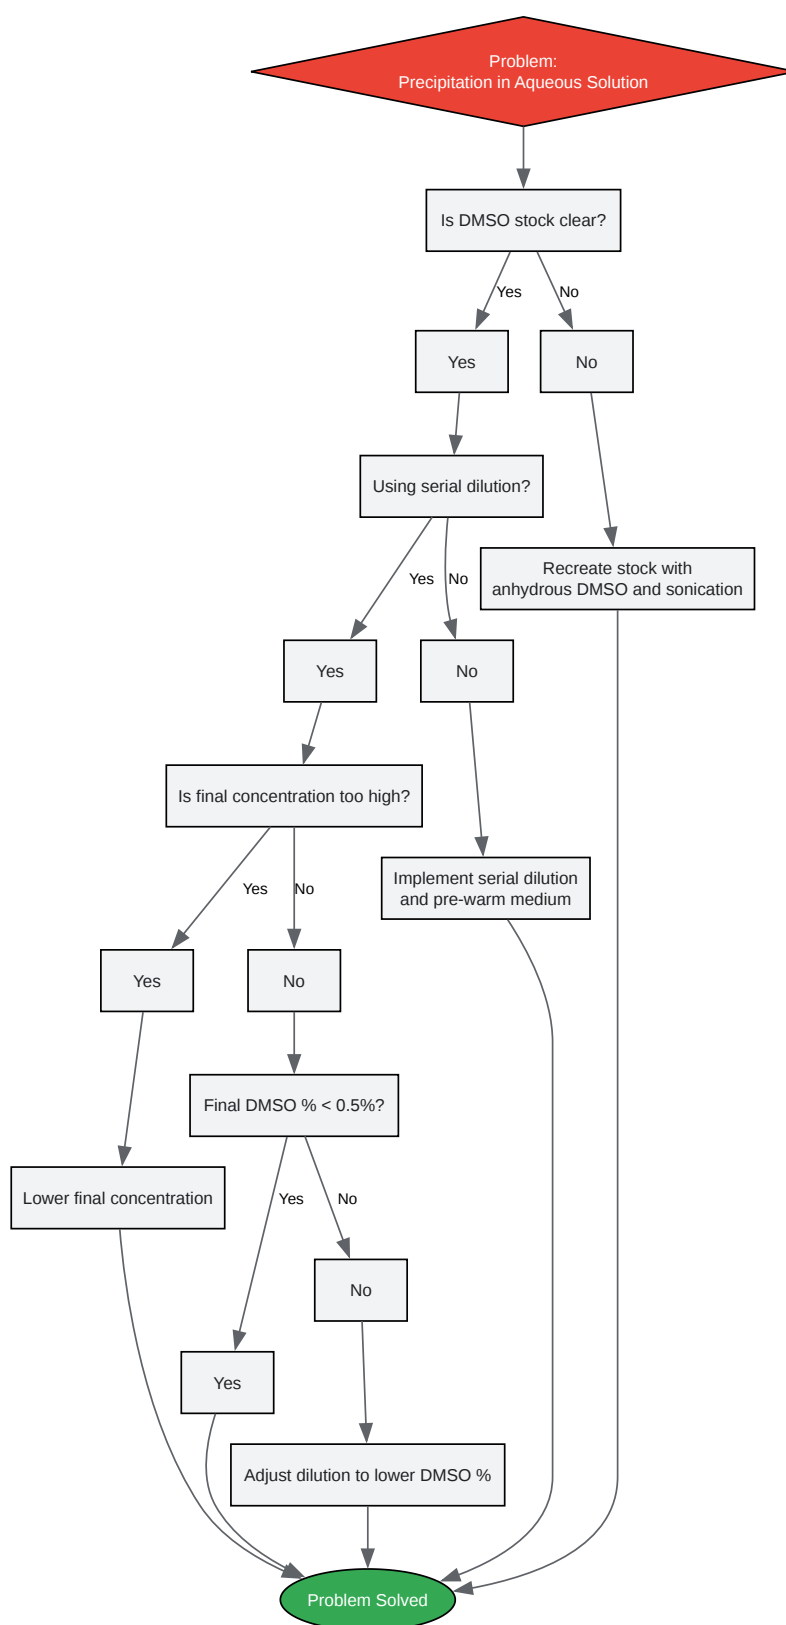 Problem:
Precipitation in Aqueous Solution
Is DMSO stock clear?
Yes
No
Yes
No
Using serial dilution?
Recreate stock with
anhydrous DMSO and sonication
Yes
No
Yes
No
Is final concentration too high?
Implement serial dilution
and pre-warm medium
Yes
No
Yes
No
Final DMSO % < 0.5%?
Lower final concentration
Yes
No
No
Yes
Adjust dilution to lower DMSO %
Problem Solved